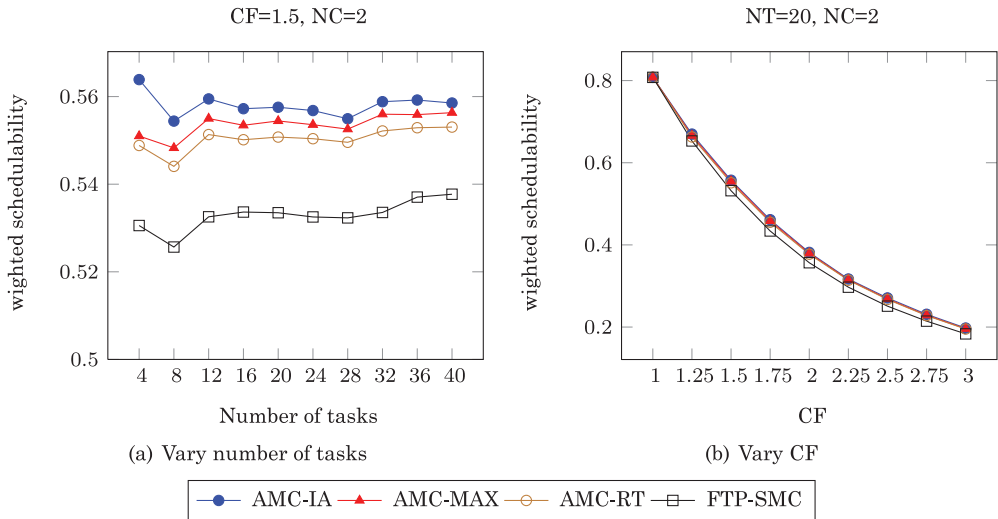 CF=1.5, NC=2
wighted schedulability
0.56
0.54
0.52
0.5
4 8 12 16 20 24 28 32 36 40
Number of tasks
(a) Vary number of tasks
NT=20, NC=2
wighted schedulability
0.8
0.6
0.4
0.2
1 1.25 1.5 1.75 2 2.25 2.5 2.75 3
CF
(b) Vary CF
AMC-IA AMC-MAX AMC-RT FTP-SMC